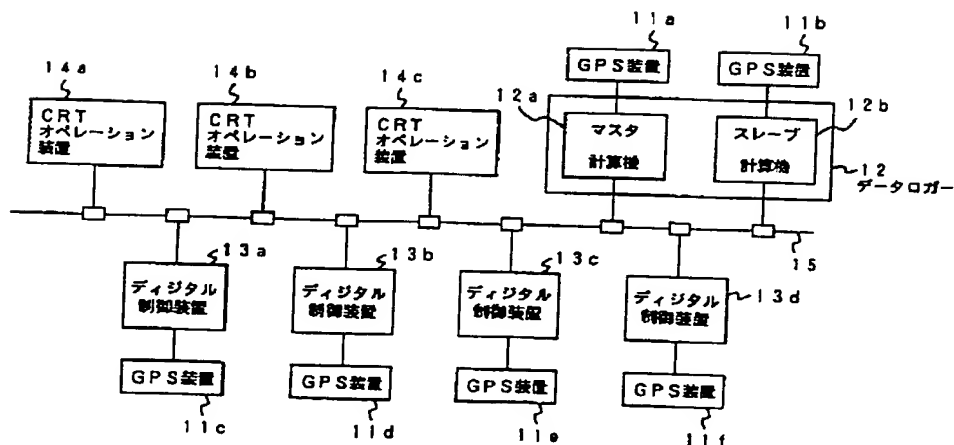 11a
11b
GPS装置
GPS装置
14a
14b
14c
12a
12b
CRT
オペレーション
装置
CRT
オペレーション
装置
CRT
オペレーション
装置
マスタ
計算機
スレーブ
計算機
12
データロガー
15
13a
13b
13c
13d
ディジタル
制御装置
ディジタル
制御装置
ディジタル
制御装置
ディジタル
制御装置
GPS装置
GPS装置
GPS装置
GPS装置
11c
11d
11e
11f